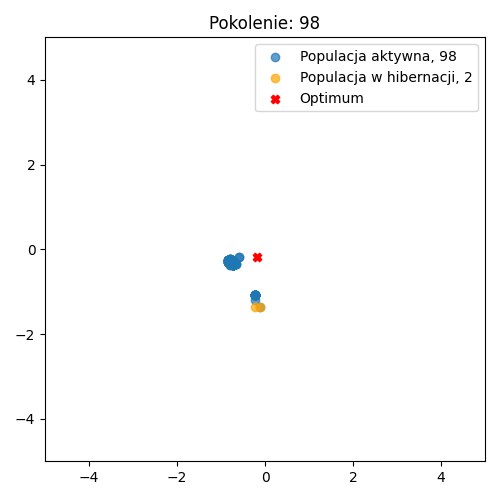 Pokolenie: 98
Populacja aktywna, 98
Populacja w hibernacji, 2
Optimum
4
2
0
−2
−4
−4 −2 0 2 4